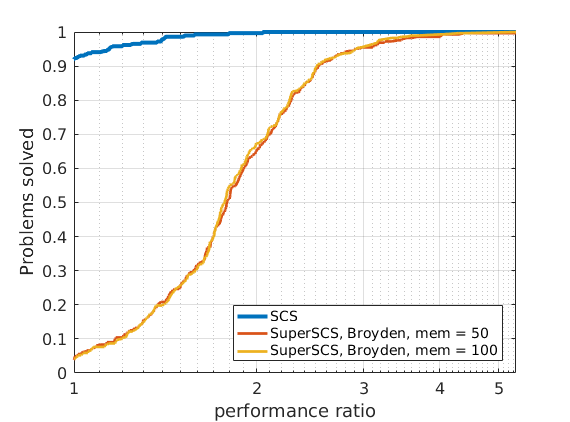 Problems solved
1
0.9
0.8
0.7
0.6
0.5
0.4
0.3
0.2
0.1
0
SCS
SuperSCS, Broyden, mem = 50
SuperSCS, Broyden, mem = 100
1 2 3 4 5
performance ratio